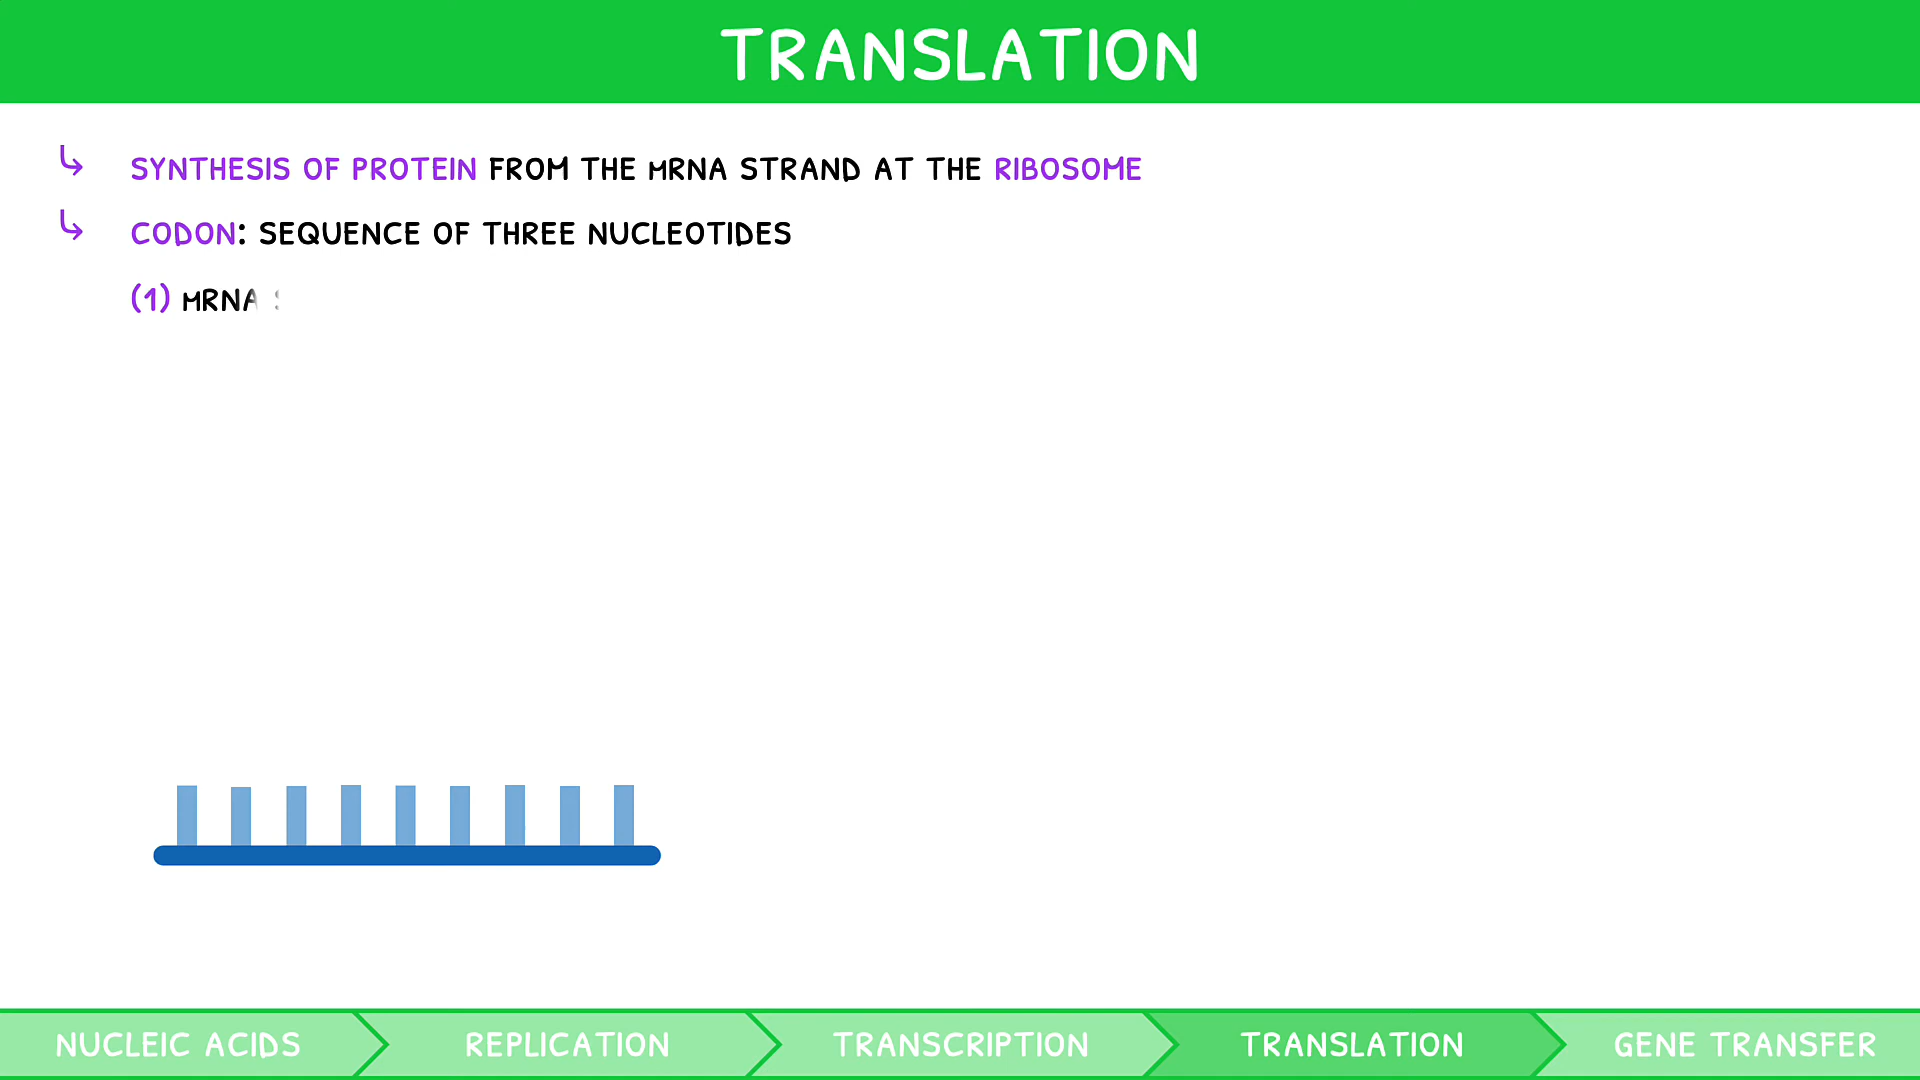 TRANSLATION
SYNTHESIS OF PROTEIN FROM THE mRNA STRAND AT THE RIBOSOME
CODON: SEQUENCE OF THREE NUCLEOTIDES
(1) mRNA
NUCLEIC ACIDS
REPLICATION
TRANSCRIPTION
TRANSLATION
GENE TRANSFER